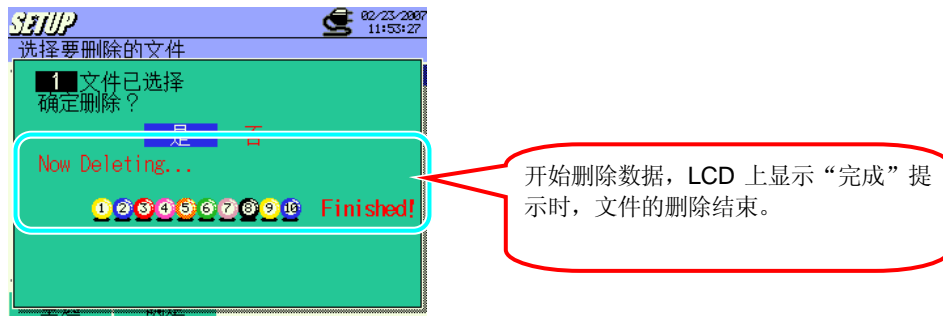 SETUP
02/23/2007
11:53:27
选择要删除的文件
1 文件已选择
确定删除？
是 否
Now Deleting...
1 2 3 4 5 6 7 8 9 10 Finished!
开始删除数据，LCD 上显示“完成”提
示时，文件的删除结束。